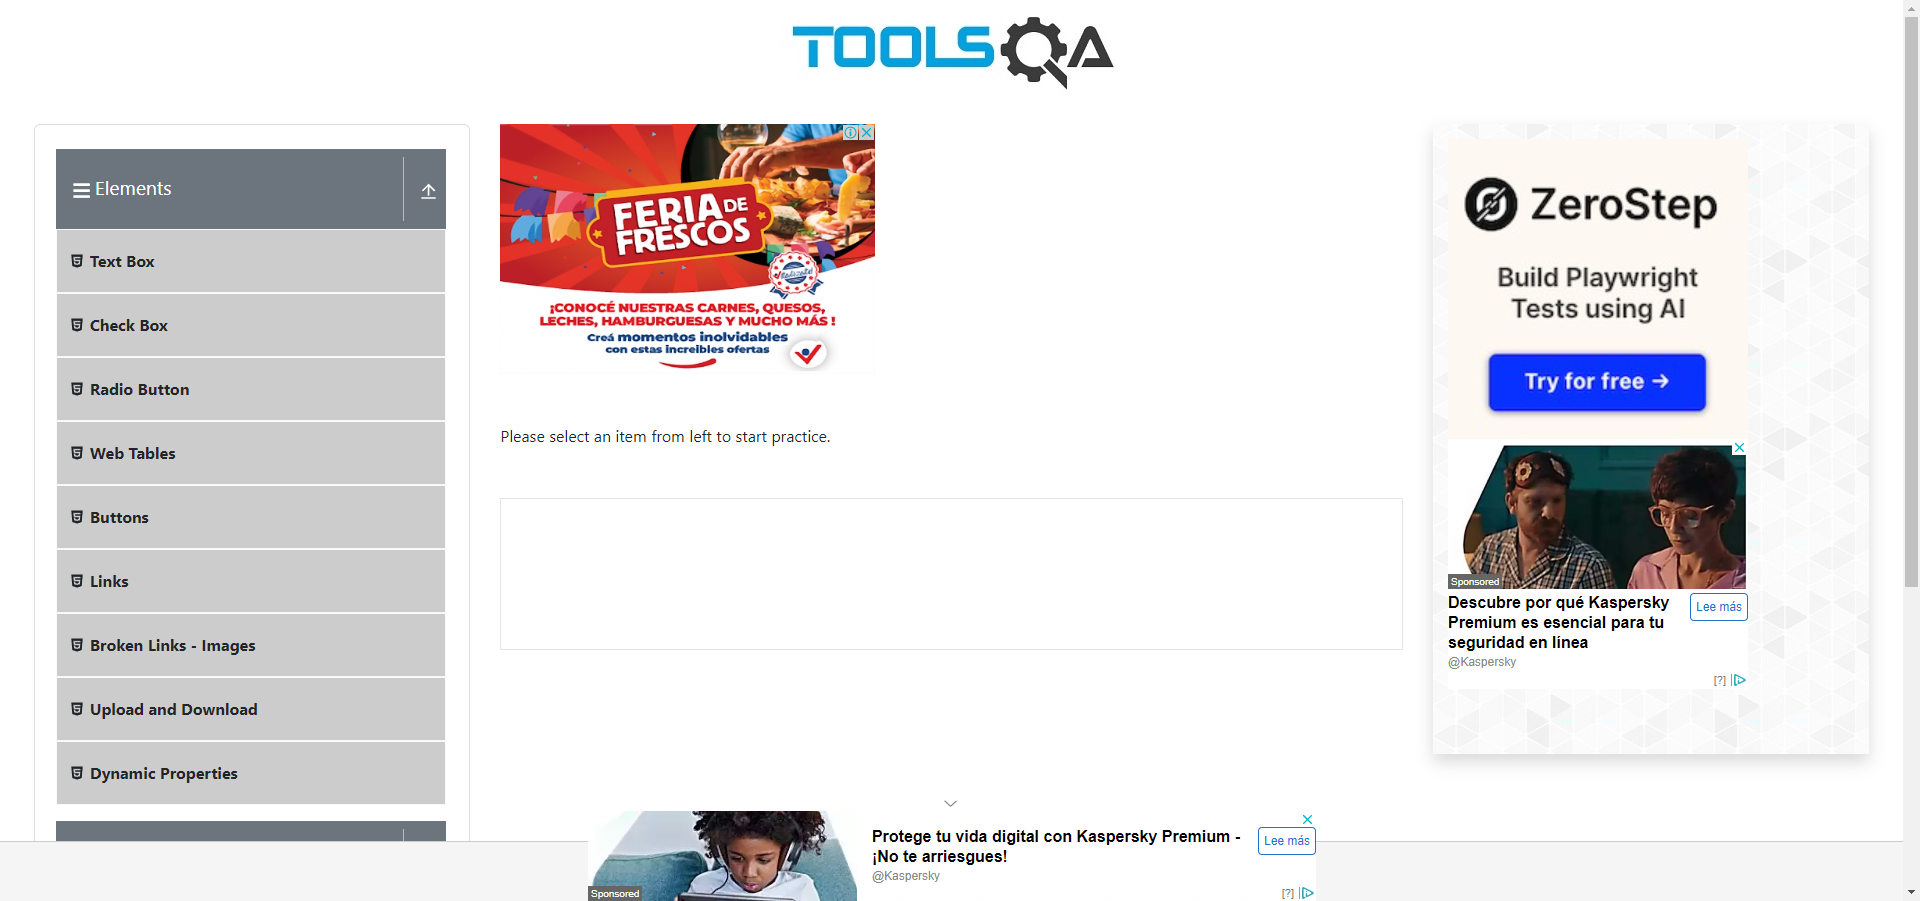 TOOLSQA
Elements
Text Box
Check Box
Radio Button
Web Tables
Buttons
Links
Broken Links - Images
Upload and Download
Dynamic Properties
FERIA DE
FRESCOS
¡CONOCÉ NUESTRAS CARNES, QUESOS,
LECHES, HAMBURGUESAS Y MUCHO MÁS !
Creá momentos inolvidables
con estas increibles ofertas
Please select an item from left to start practice.
ZeroStep
Build Playwright
Tests using AI
Try for free →
Sponsored
Descubre por qué Kaspersky
Premium es esencial para tu
seguridad en línea
Lee más
@Kaspersky
[?]
Sponsored
Protege tu vida digital con Kaspersky Premium -
¡No te arriesgues!
@Kaspersky
Lee más
[?]